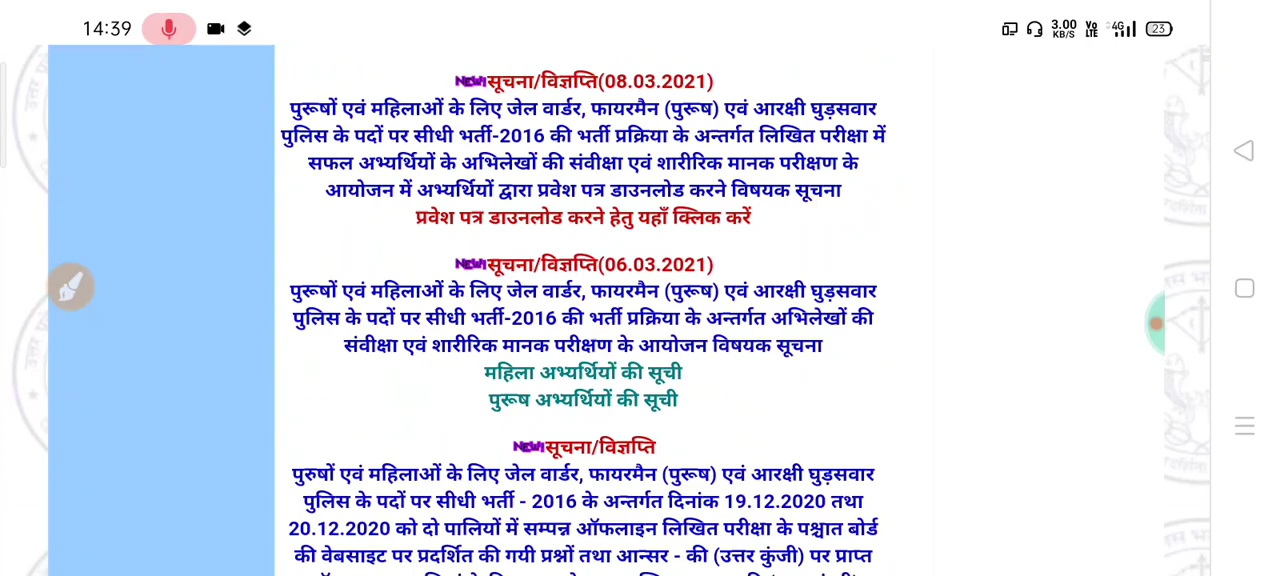 14:39
3.00 KB/S Vo LTE 4G 23
NEW! सूचना/विज्ञप्ति(08.03.2021)
पुरूषों एवं महिलाओं के लिए जेल वार्डर, फायरमैन (पुरूष) एवं आरक्षी घुड़सवार
पुलिस के पदों पर सीधी भर्ती-2016 की भर्ती प्रक्रिया के अन्तर्गत लिखित परीक्षा में
सफल अभ्यर्थियों के अभिलेखों की संवीक्षा एवं शारीरिक मानक परीक्षण के
आयोजन में अभ्यर्थियों द्वारा प्रवेश पत्र डाउनलोड करने विषयक सूचना
प्रवेश पत्र डाउनलोड करने हेतु यहाँ क्लिक करें
NEW! सूचना/विज्ञप्ति(06.03.2021)
पुरूषों एवं महिलाओं के लिए जेल वार्डर, फायरमैन (पुरूष) एवं आरक्षी घुड़सवार
पुलिस के पदों पर सीधी भर्ती-2016 की भर्ती प्रक्रिया के अन्तर्गत अभिलेखों की
संवीक्षा एवं शारीरिक मानक परीक्षण के आयोजन विषयक सूचना
महिला अभ्यर्थियों की सूची
पुरूष अभ्यर्थियों की सूची
NEW! सूचना/विज्ञप्ति
पुरुषों एवं महिलाओं के लिए जेल वार्डर, फायरमैन (पुरूष) एवं आरक्षी घुड़सवार
पुलिस के पदों पर सीधी भर्ती - 2016 के अन्तर्गत दिनांक 19.12.2020 तथा
20.12.2020 को दो पालियों में सम्पन्न ऑफलाइन लिखित परीक्षा के पश्चात बोर्ड
की वेबसाइट पर प्रदर्शित की गयी प्रश्नों तथा आन्सर - की (उत्तर कुंजी) पर प्राप्त